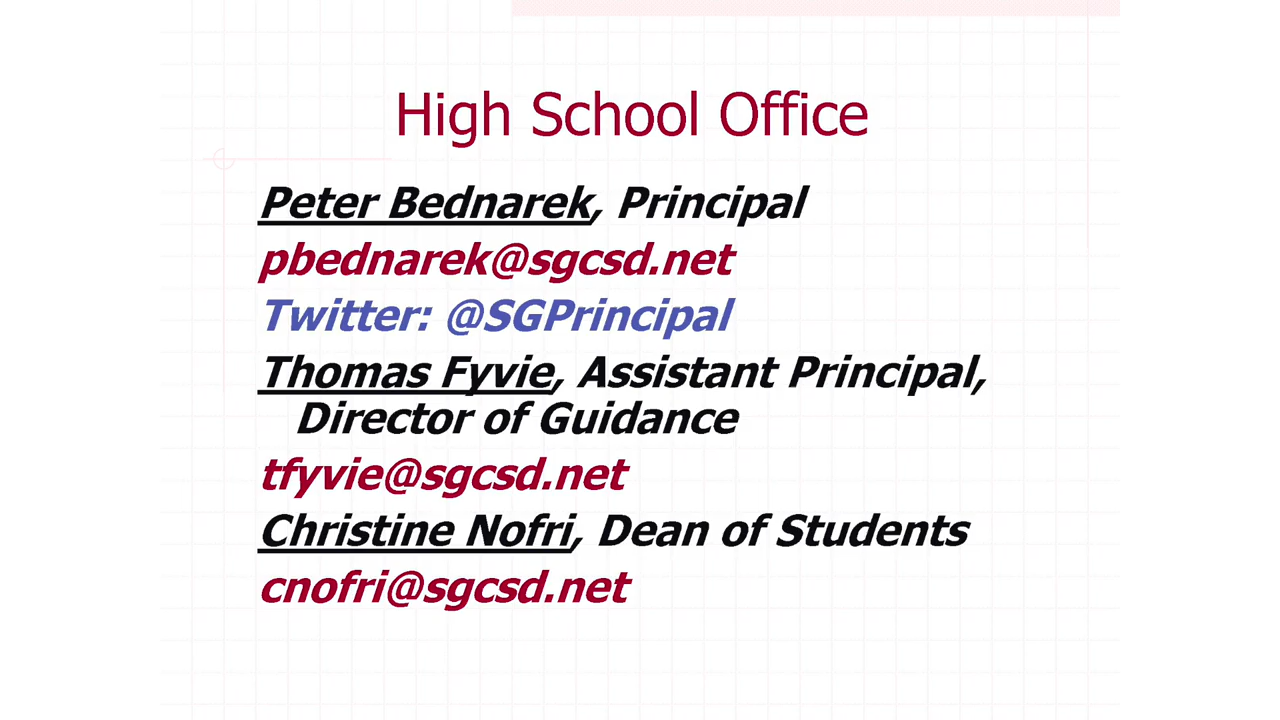 High School Office
Peter Bednarek, Principal
pbednarek@sgcsd.net
Twitter: @SGPrincipal
Thomas Fyvie, Assistant Principal,
Director of Guidance
tfyvie@sgcsd.net
Christine Nofri, Dean of Students
cnofri@sgcsd.net